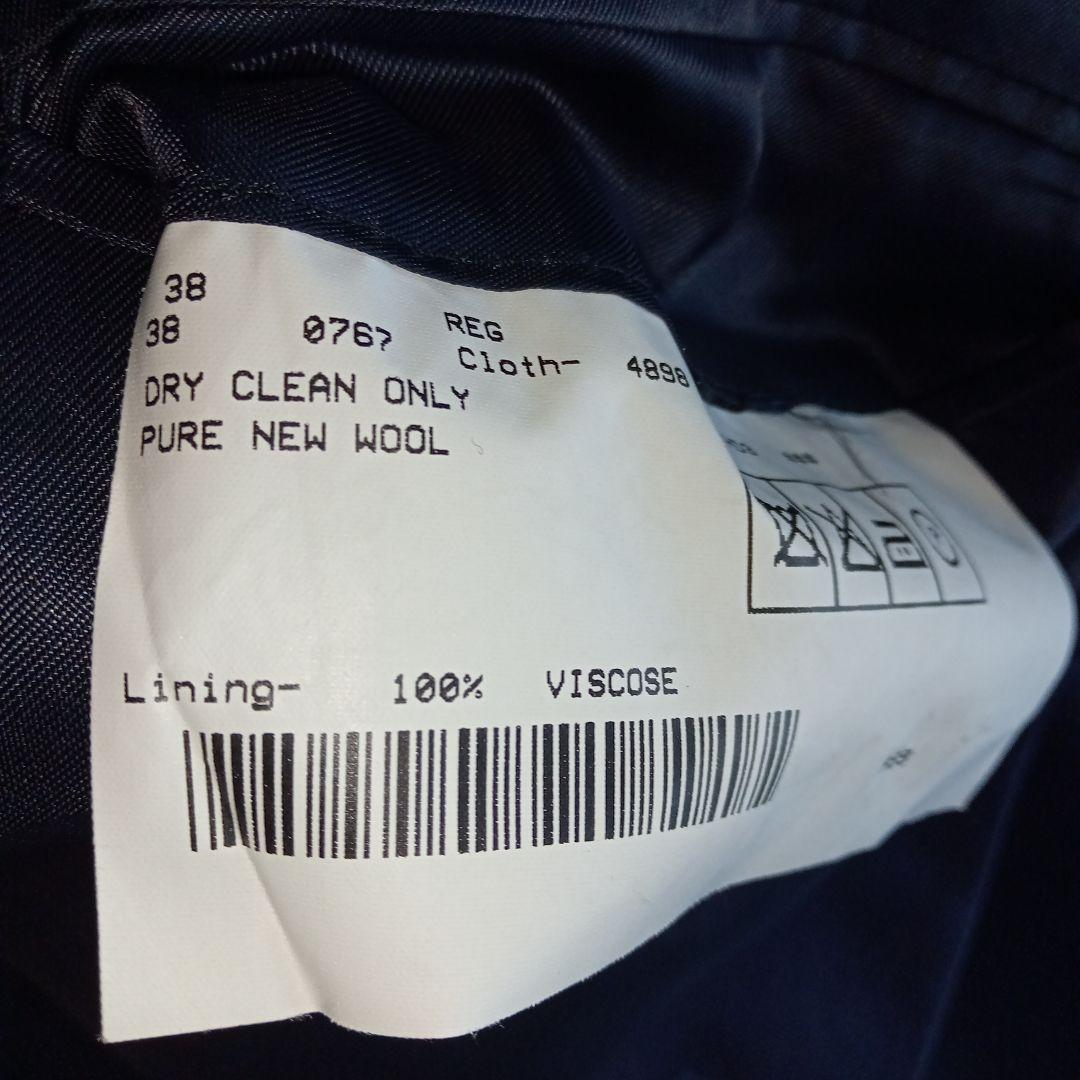 38
38 0767 REG
Cloth- 4898
DRY CLEAN ONLY
PURE NEW WOOL
Lining- 100% VISCOSE